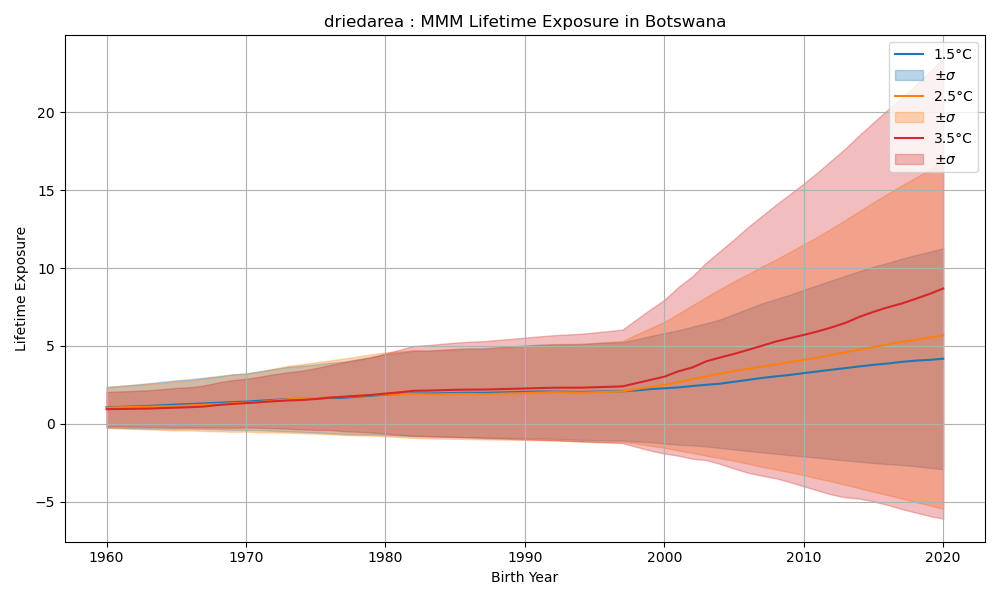 driedarea : MMM Lifetime Exposure in Botswana
1.5°C
±σ
2.5°C
±σ
3.5°C
±σ
Lifetime Exposure
20
15
10
5
0
−5
1960 1970 1980 1990 2000 2010 2020
Birth Year